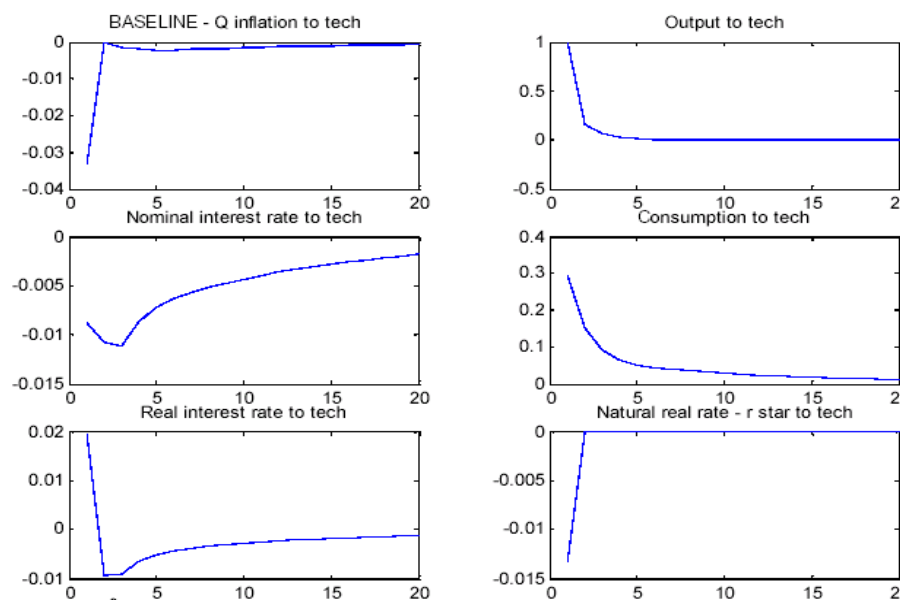 BASELINE - Q inflation to tech
0
-0.01
-0.02
-0.03
-0.04
0 5 10 15 20
Output to tech
1
0.5
0
-0.5
0 5 10 15
Nominal interest rate to tech
0
-0.005
-0.01
-0.015
0 5 10 15 20
Consumption to tech
0.4
0.3
0.2
0.1
0
0 5 10 15
Real interest rate to tech
0.02
0.01
0
-0.01
0 5 10 15 20
Natural real rate - r star to tech
0
-0.005
-0.01
-0.015
0 5 10 15